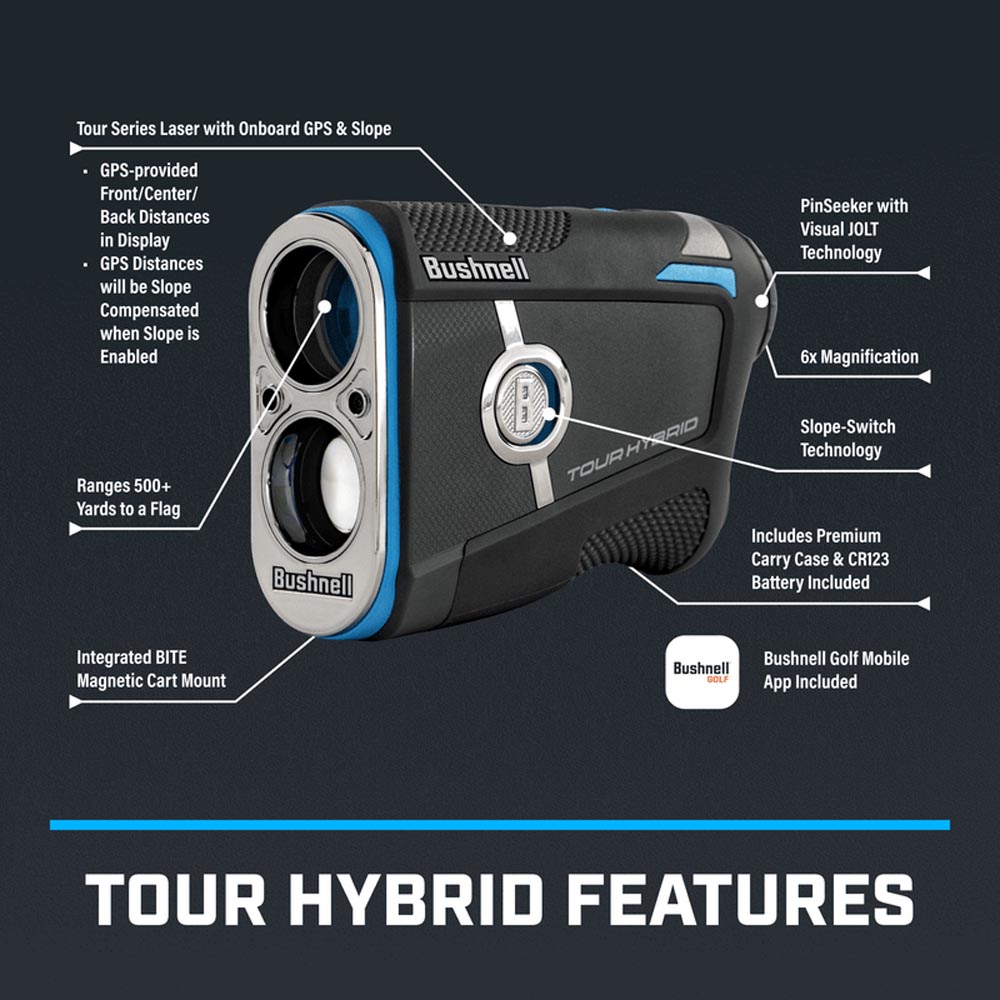 Tour Series Laser with Onboard GPS & Slope
• GPS-provided
Front/Center/
Back Distances
in Display
• GPS Distances
will be Slope
Compensated
when Slope is
Enabled
PinSeeker with
Visual JOLT
Technology
Bushnell
6x Magnification
Slope-Switch
Technology
TOUR HYBRID
Ranges 500+
Yards to a Flag
Includes Premium
Carry Case & CR123
Battery Included
Bushnell
Integrated BITE
Magnetic Cart Mount
Bushnell
GOLF
Bushnell Golf Mobile
App Included
TOUR HYBRID FEATURES